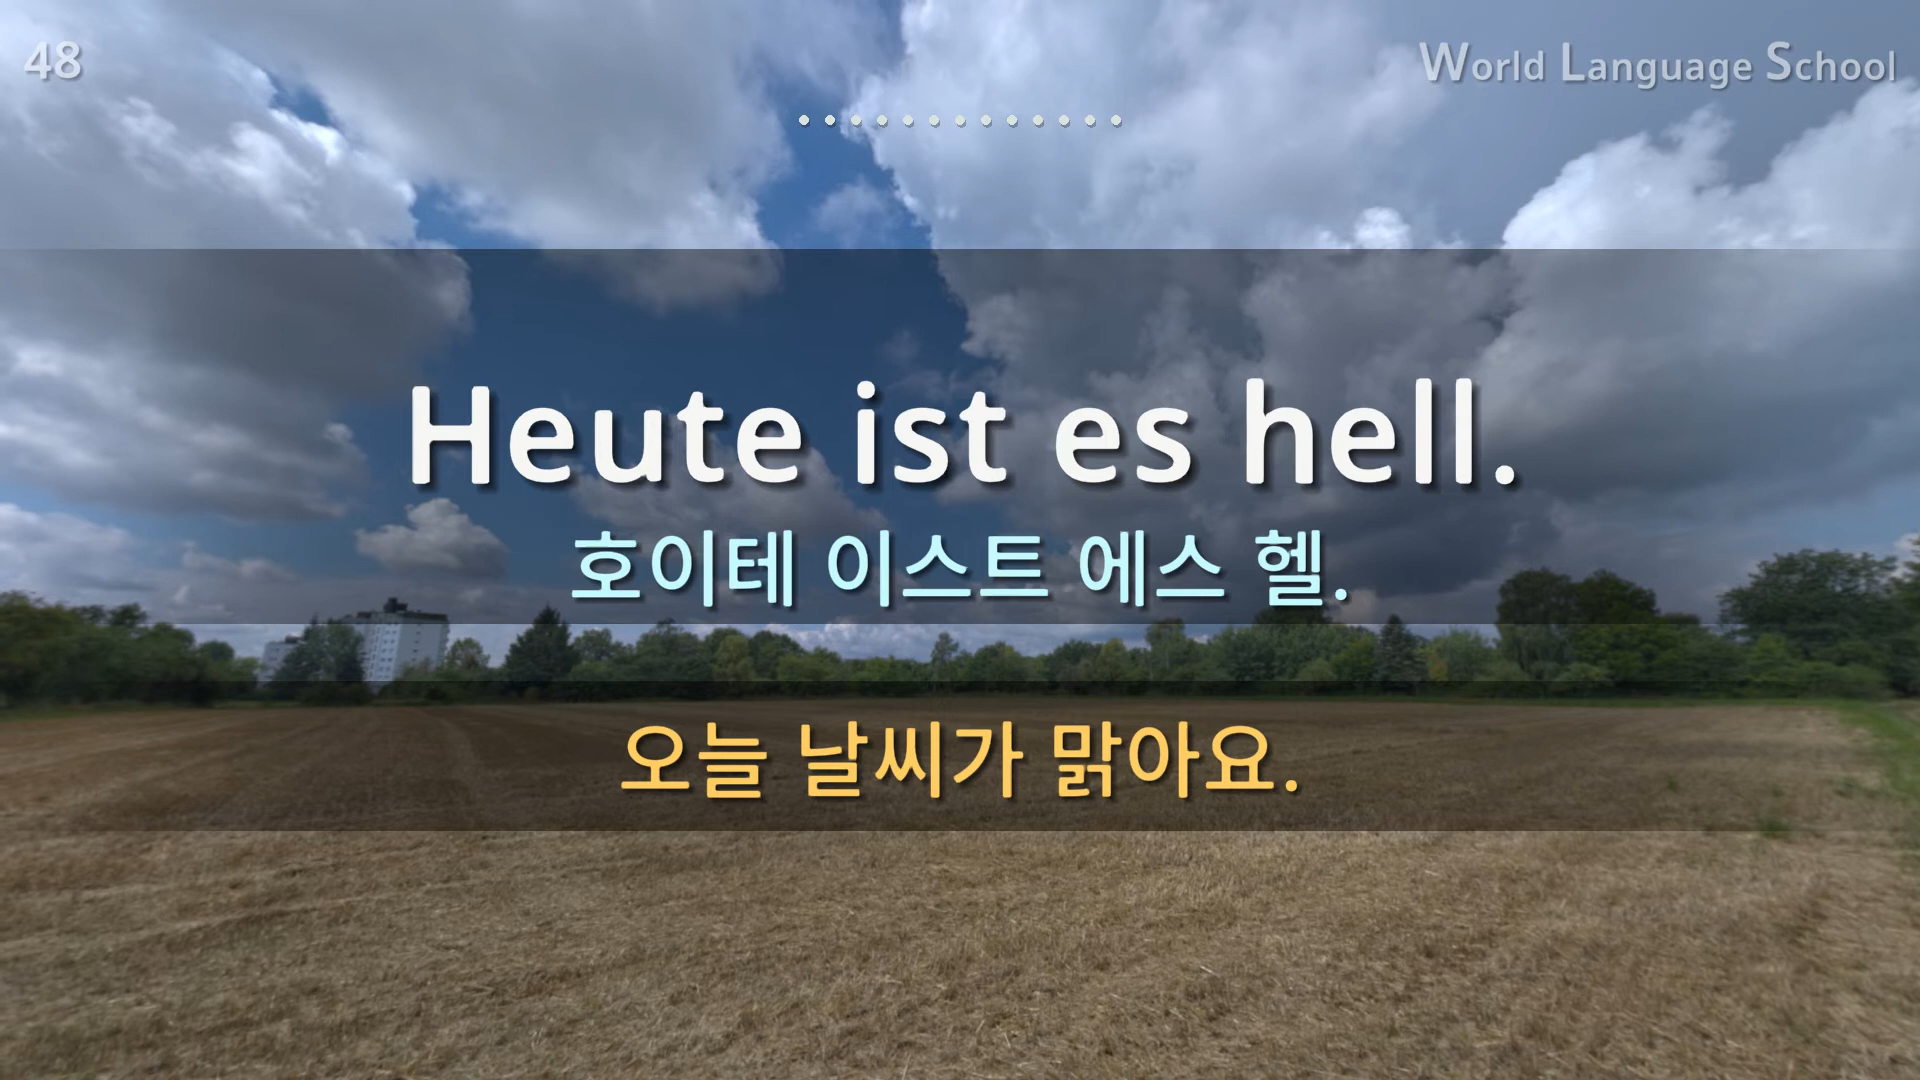 48
World Language School
Heute ist es hell.
호이테 이스트 에스 헬.
오늘 날씨가 맑아요.